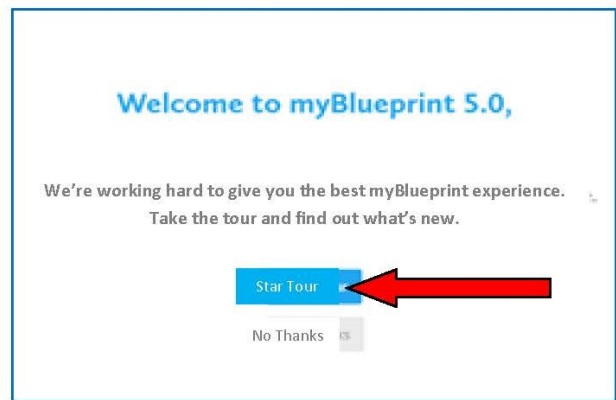 Welcome to myBlueprint 5.0,
We're working hard to give you the best myBlueprint experience.
Take the tour and find out what's new.
Star Tour
No Thanks